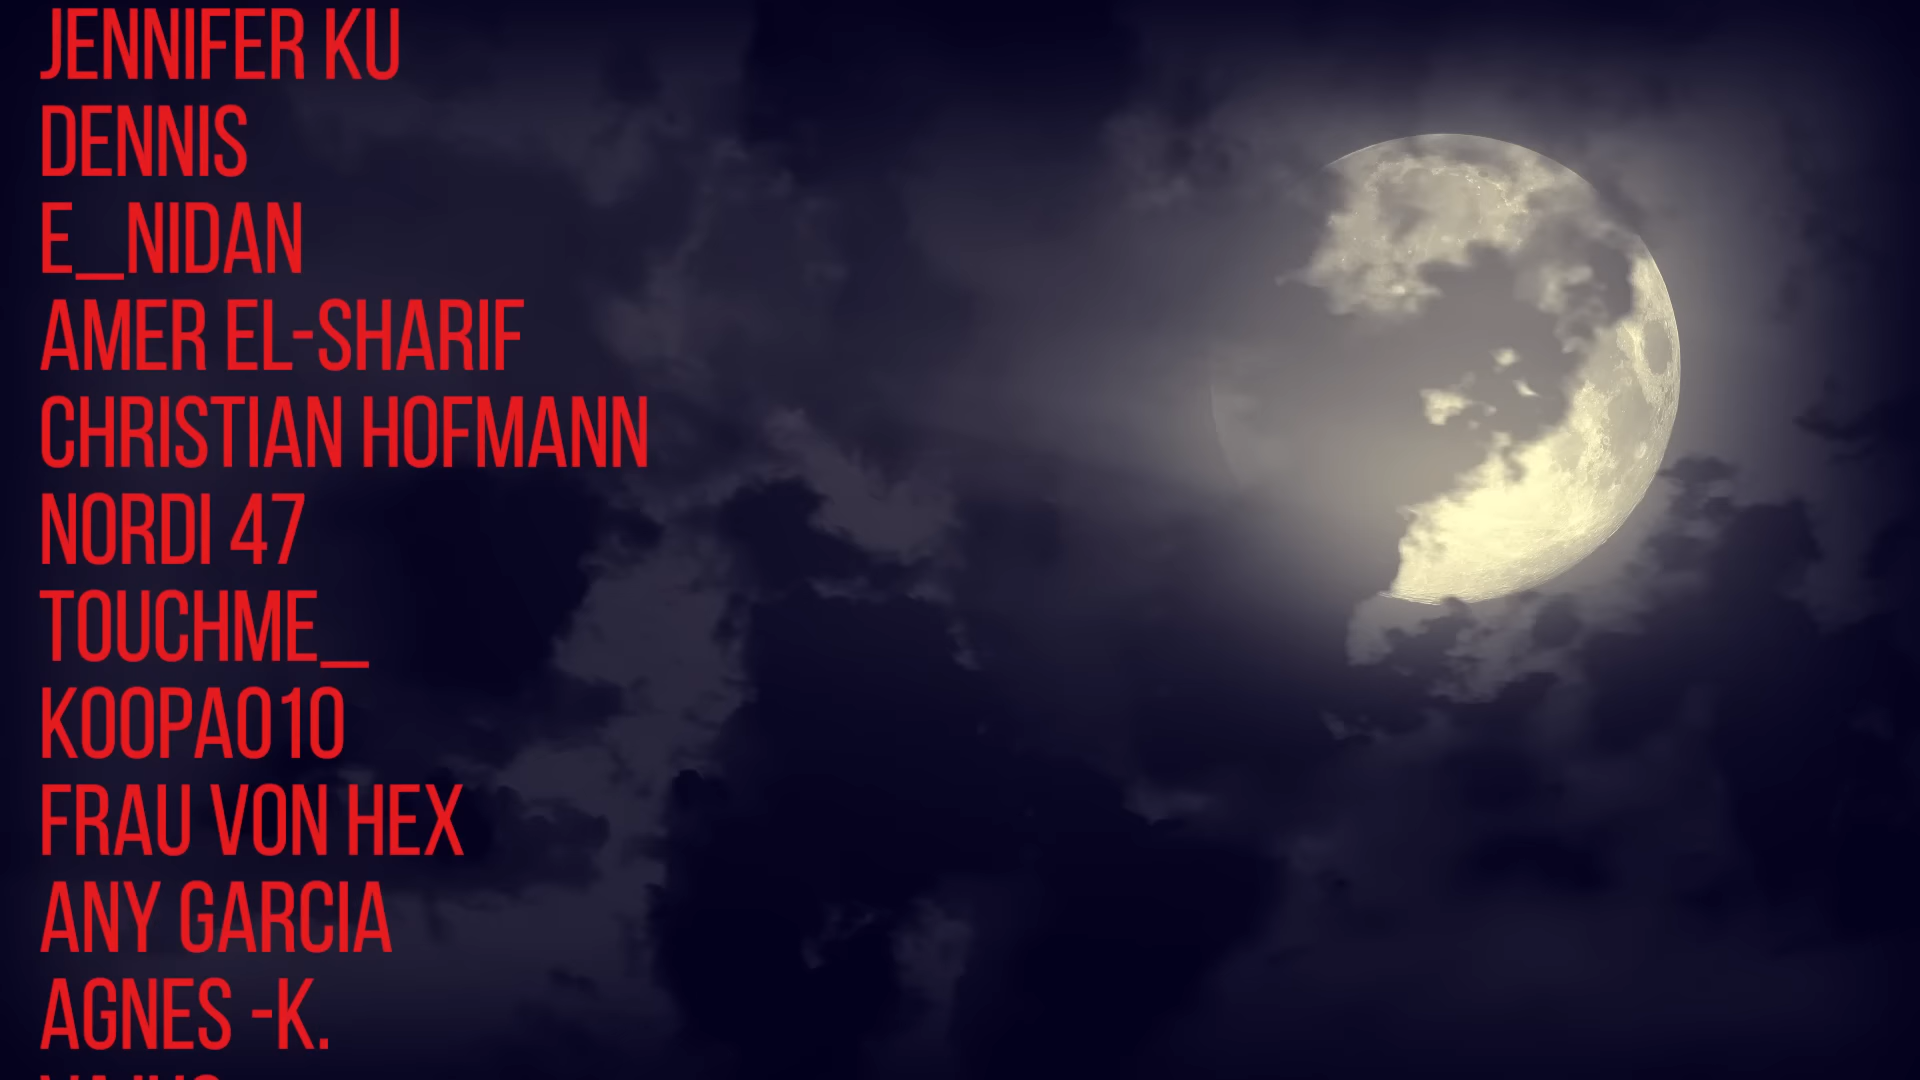 JENNIFER KU
DENNIS
E_NIDAN
AMER EL-SHARIF
CHRISTIAN HOFMANN
NORDI 47
TOUCHME_
KOOPA010
FRAU VON HEX
ANY GARCIA
AGNES -K.